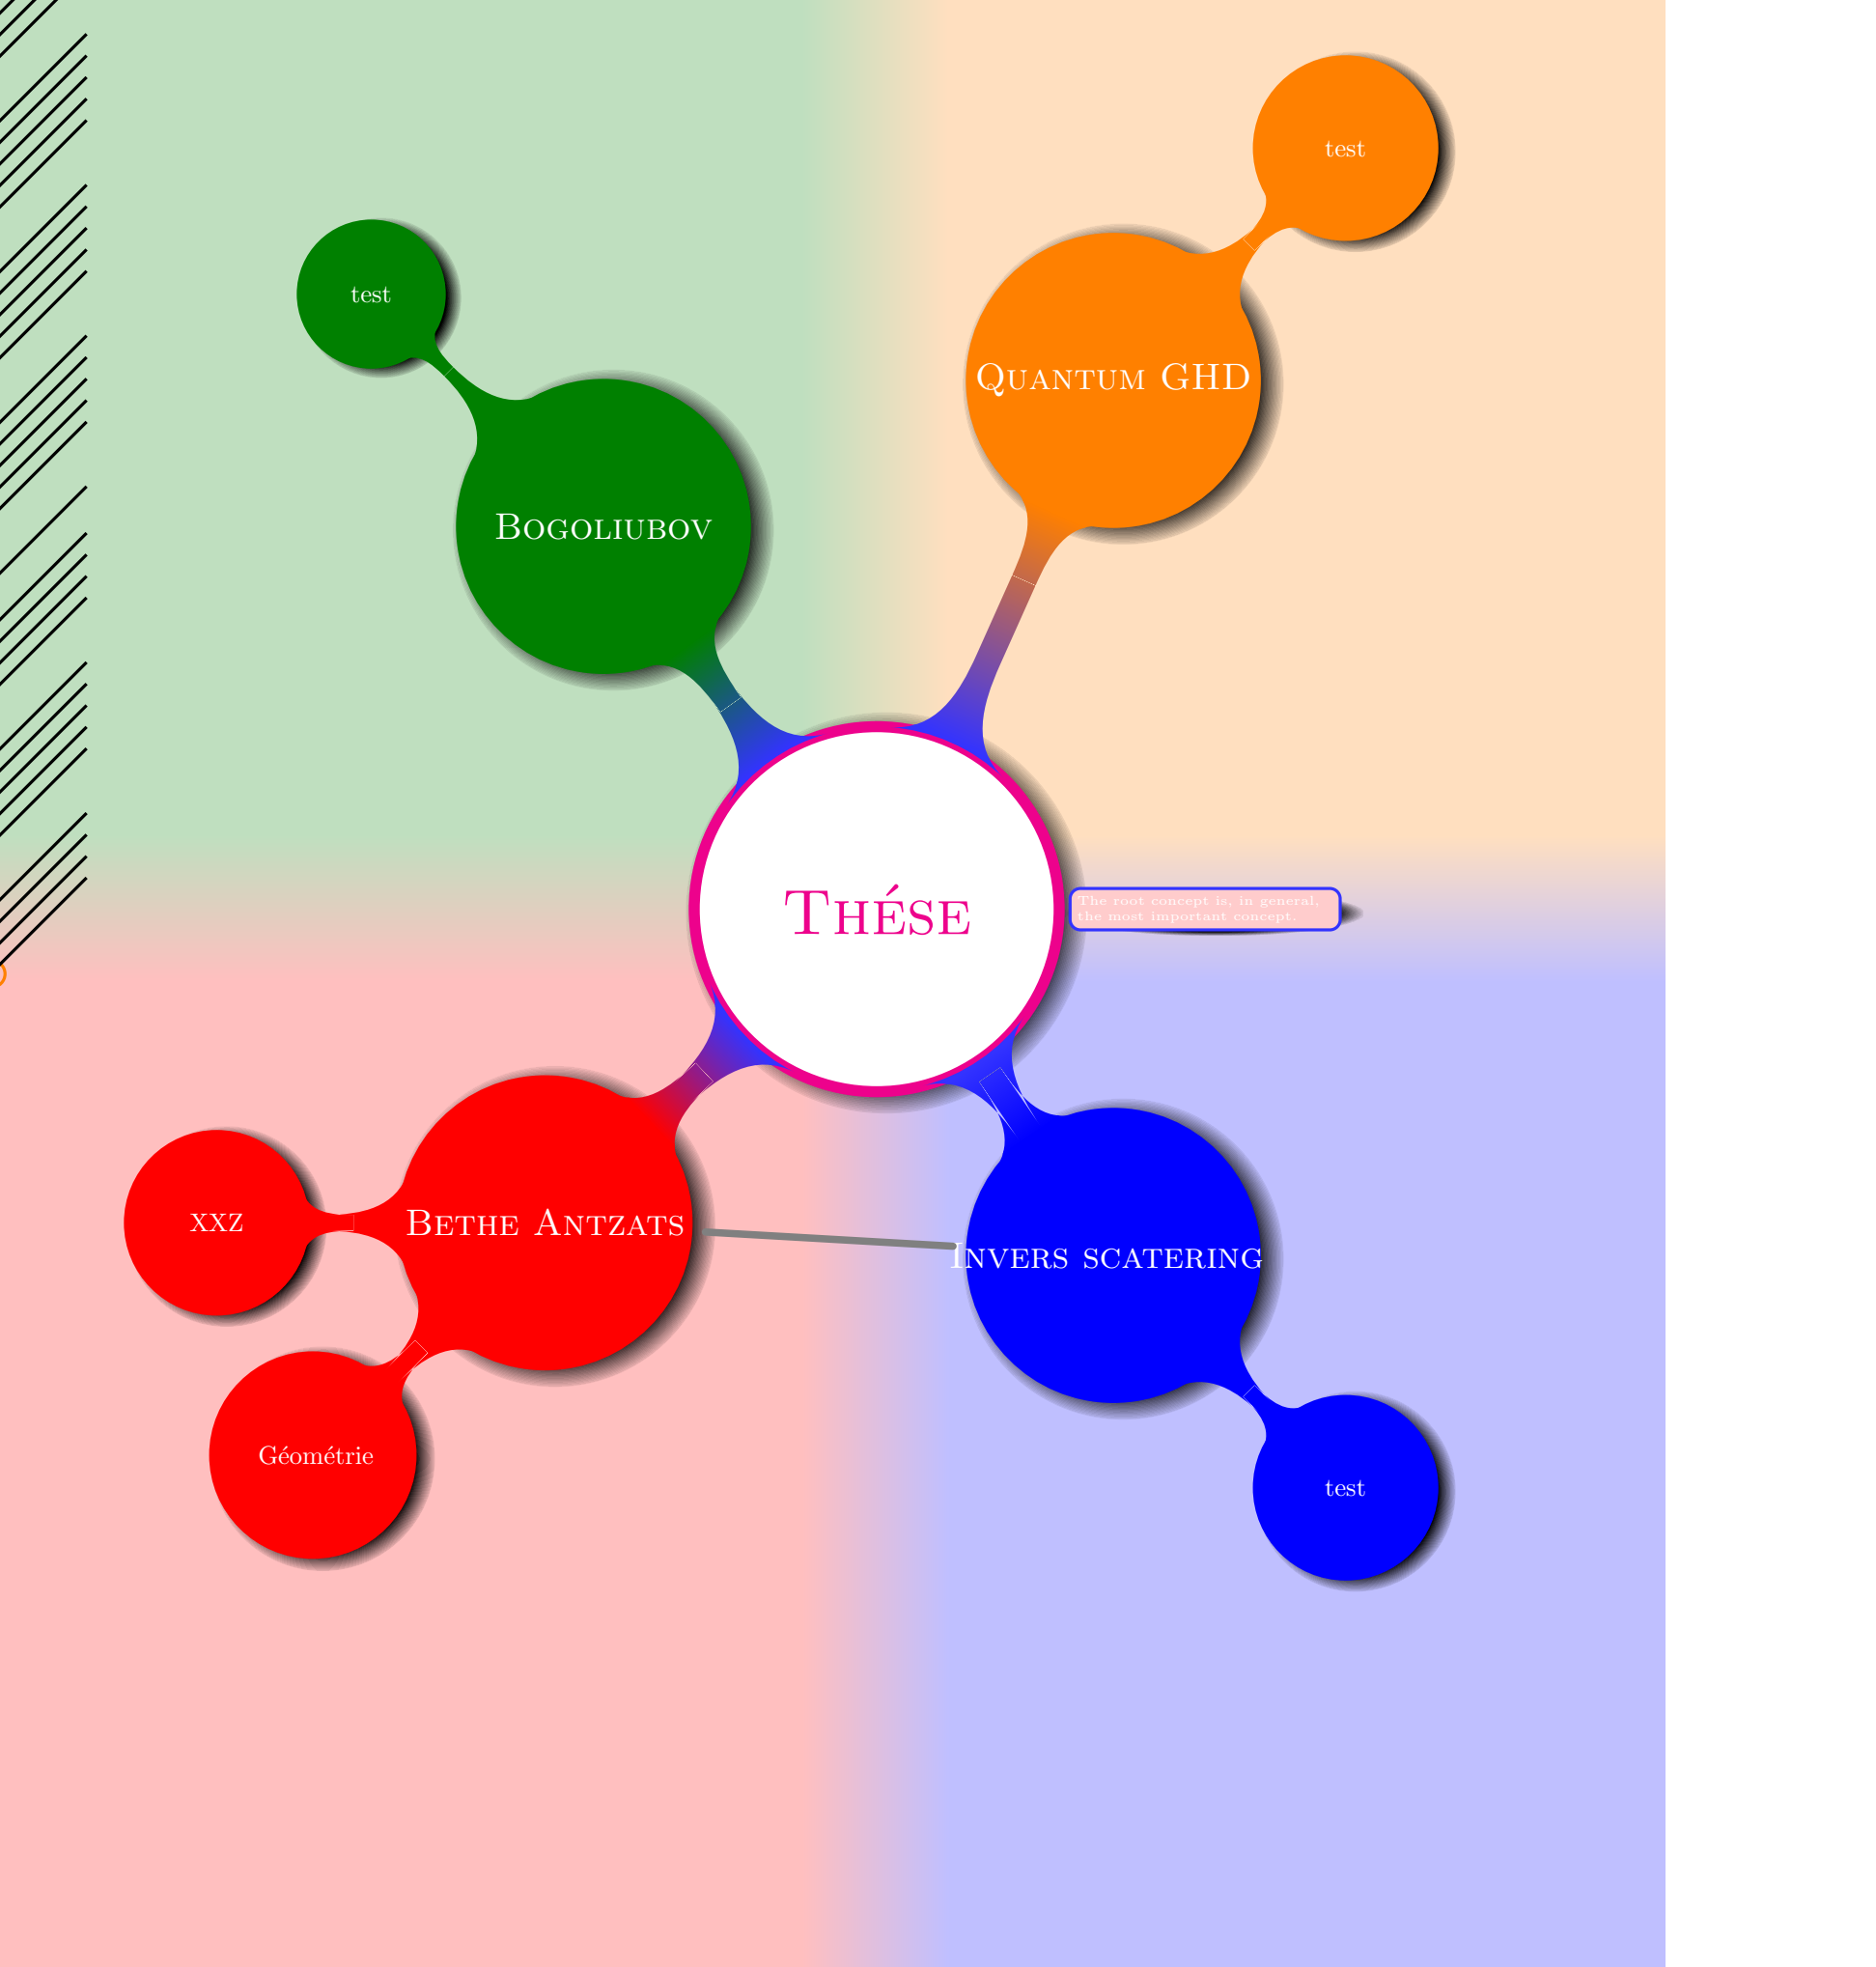 test
test
Quantum GHD
Bogoliubov
Thése
The root concept is, in general,
the most important concept.
xxz
Bethe Antzats
Invers scatering
Géométrie
test